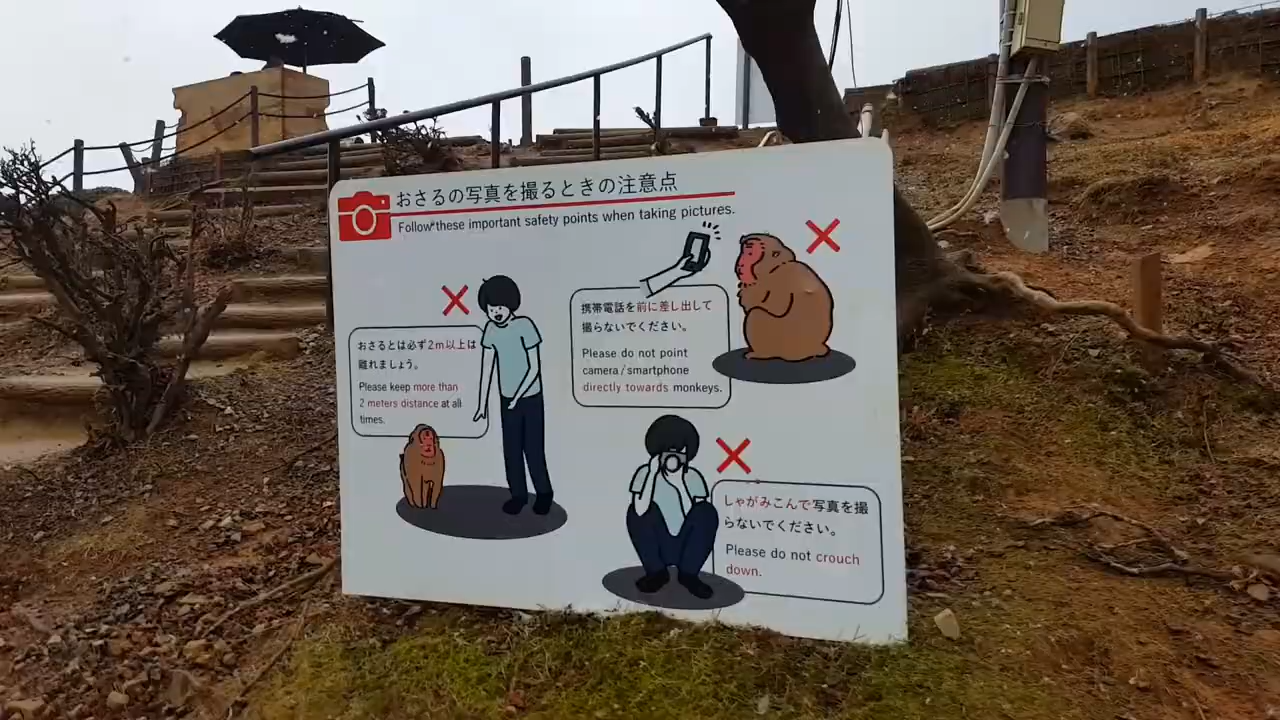 おさるの写真を撮るときの注意点
Follow these important safety points when taking pictures.
おさるとは必ず2m以上は
離れましょう。
Please keep more than
2 meters distance at all
times.
携帯電話を前に差し出して
撮らないでください。
Please do not point
camera/smartphone
directly towards monkeys.
しゃがみこんで写真を撮
らないでください。
Please do not crouch
down.